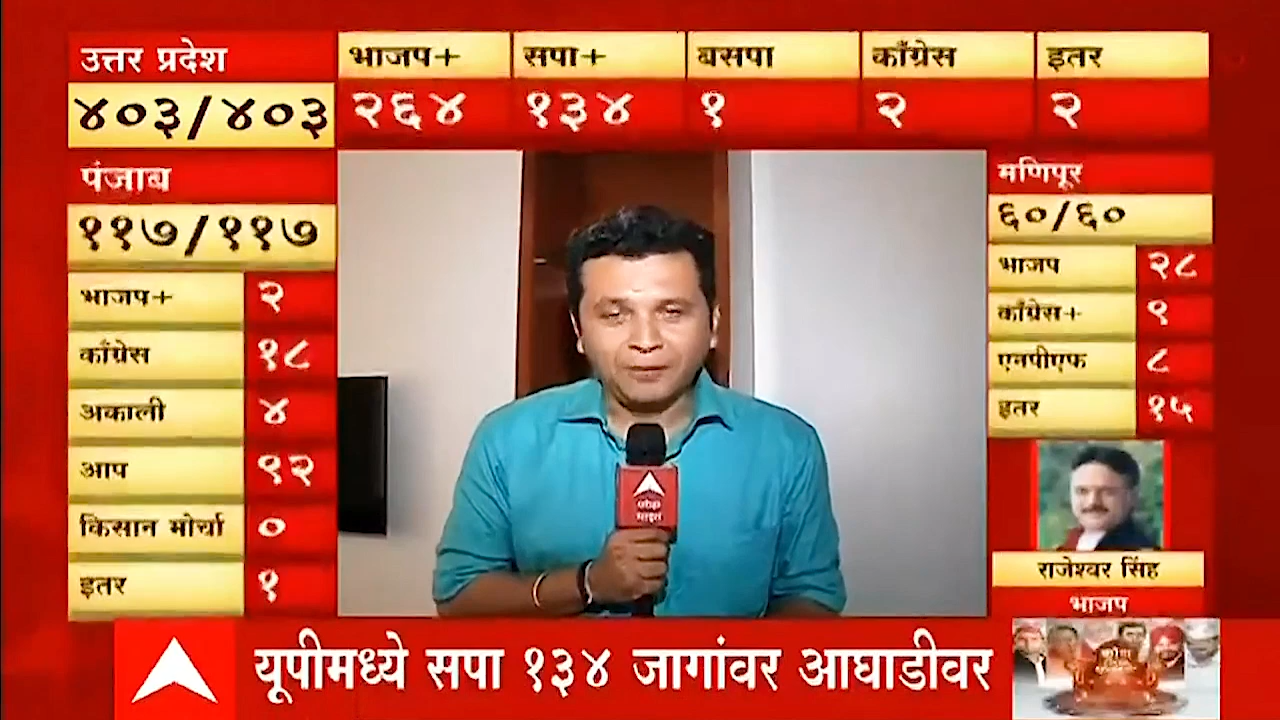 उत्तर प्रदेश
४०३/४०३
भाजप+ सपा+ बसपा काँग्रेस इतर
२६४ १३४ १ २ २
पंजाब
११७/११७
भाजप+ २
काँग्रेस १८
अकाली ४
आप ९२
किसान मोर्चा ०
इतर १
मणिपूर
६०/६०
भाजप २८
काँग्रेस+ ९
एनपीएफ ८
इतर १५
राजेश्वर सिंह
भाजप
यूपीमध्ये सपा १३४ जागांवर आघाडीवर